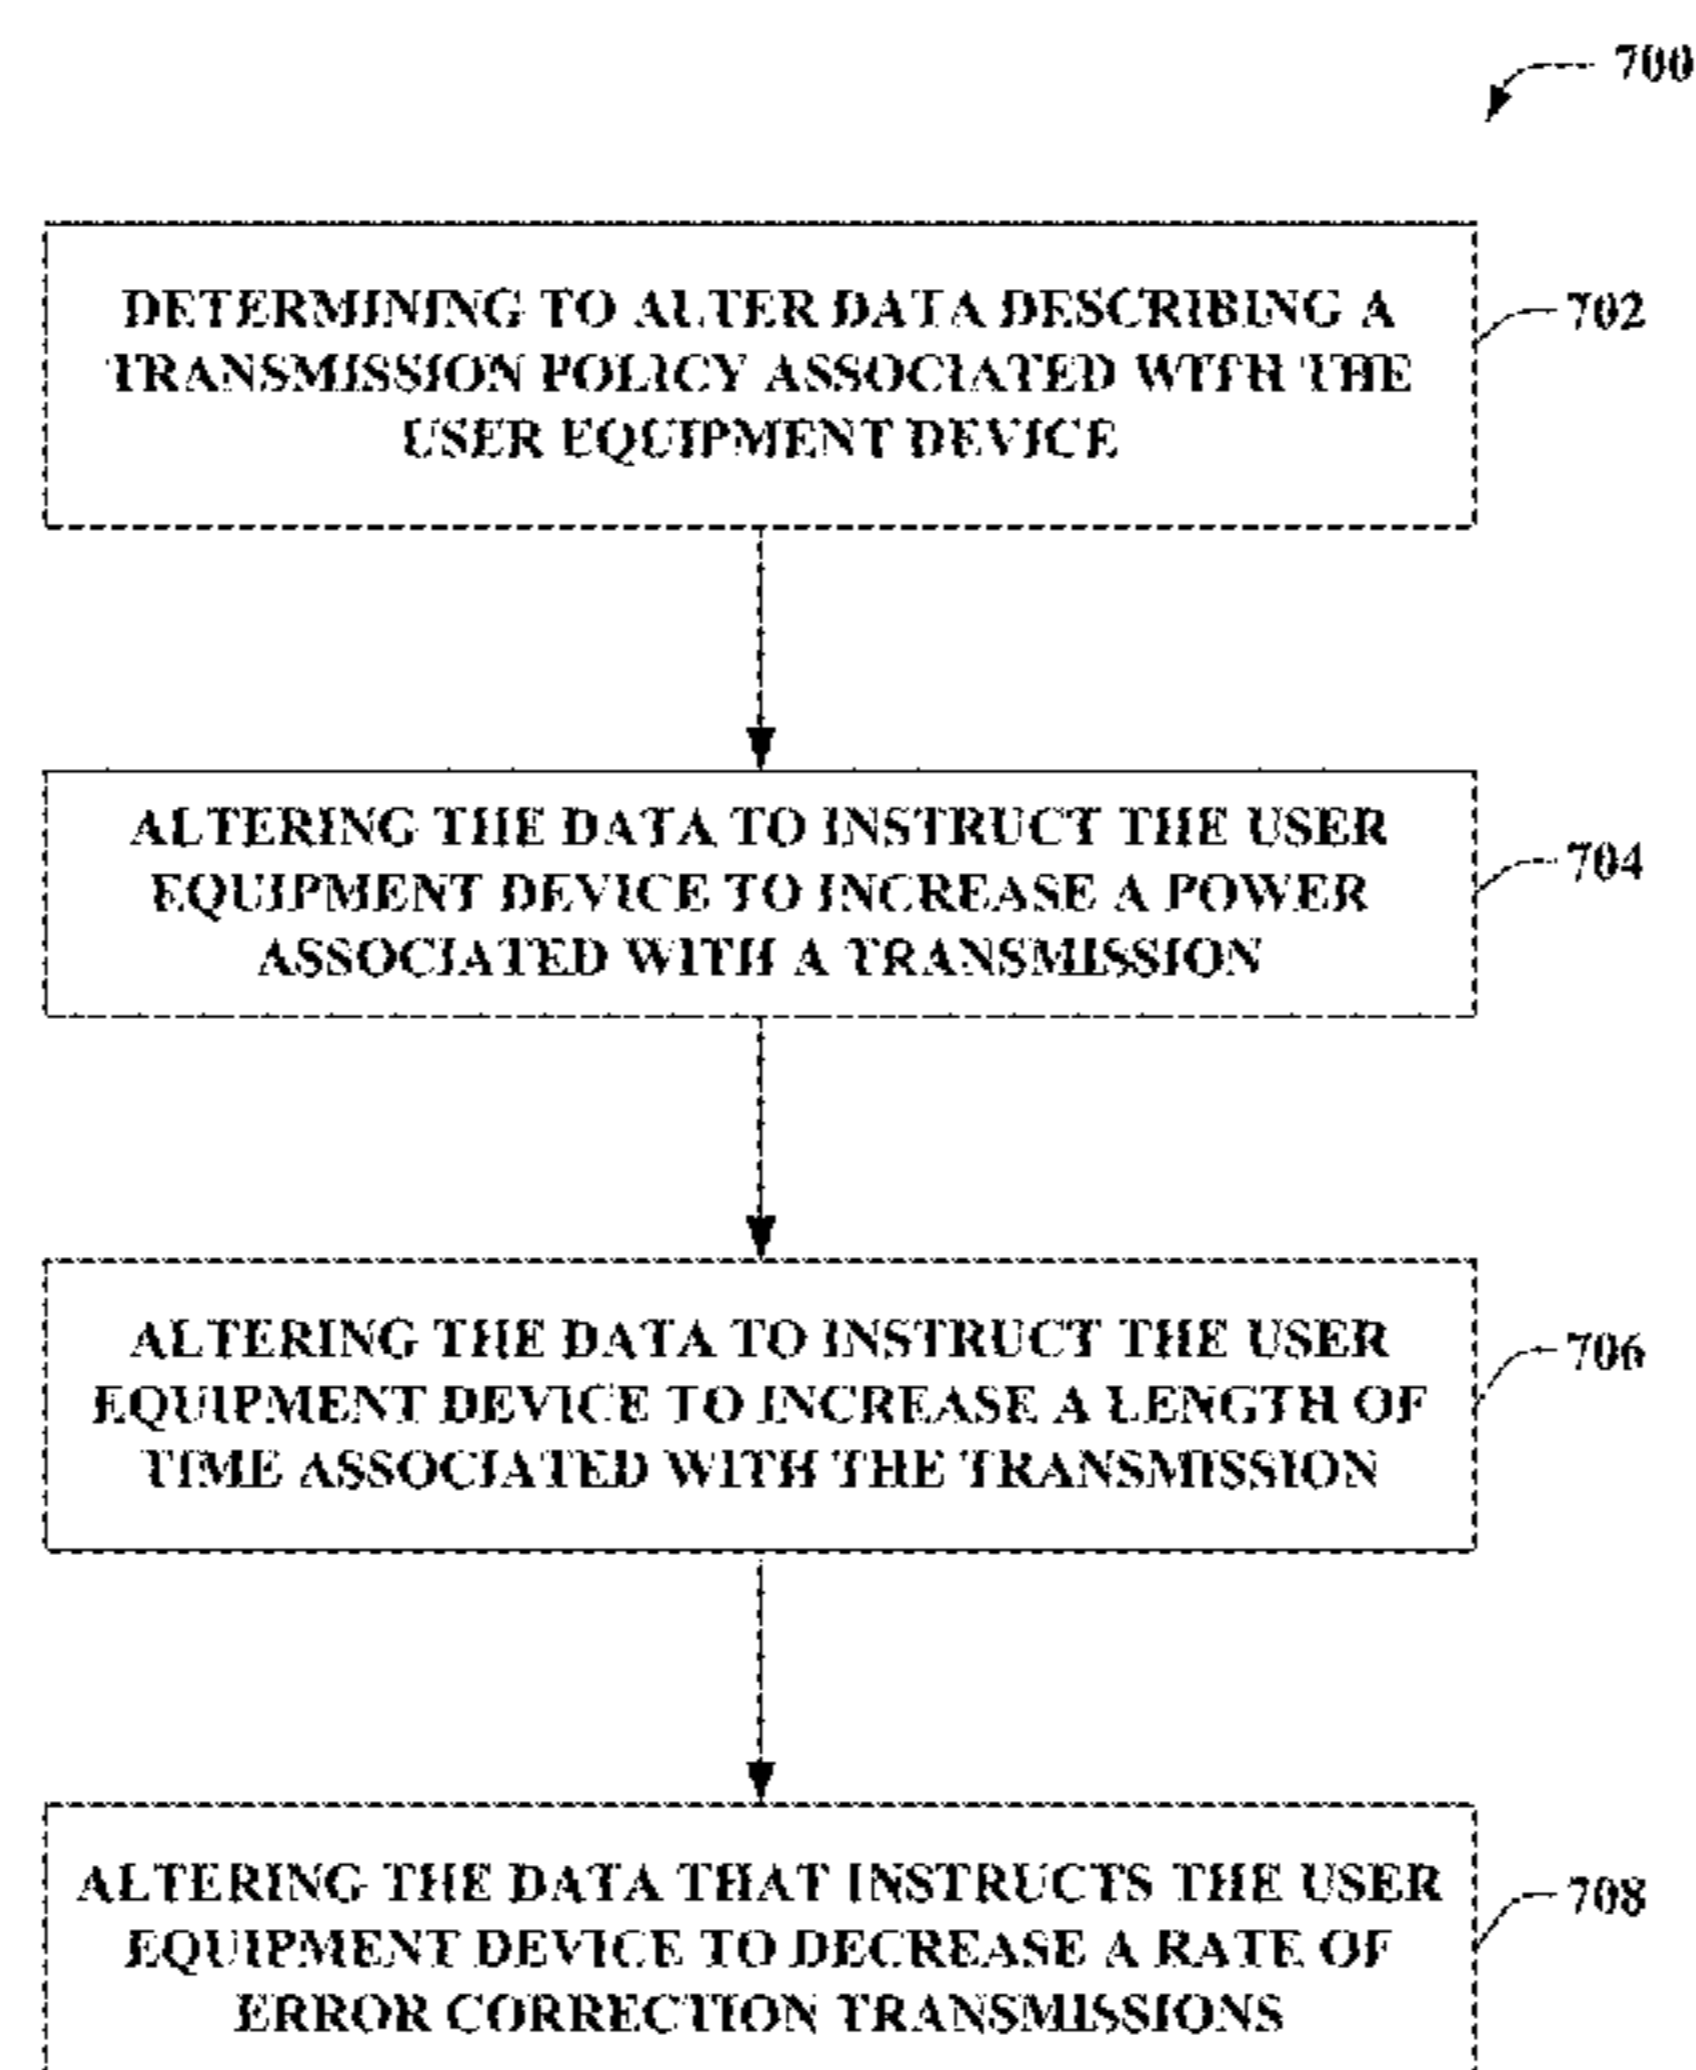 700
DETERMINING TO ALTER DATA DESCRIBING A
TRANSMISSION POLICY ASSOCIATED WITH THE
USER EQUIPMENT DEVICE
702
ALTERING THE DATA TO INSTRUCT THE USER
EQUIPMENT DEVICE TO INCREASE A POWER
ASSOCIATED WITH A TRANSMISSION
704
ALTERING THE DATA TO INSTRUCT THE USER
EQUIPMENT DEVICE TO INCREASE A LENGTH OF
TIME ASSOCIATED WITH THE TRANSMISSION
706
ALTERING THE DATA THAT INSTRUCTS THE USER
EQUIPMENT DEVICE TO DECREASE A RATE OF
ERROR CORRECTION TRANSMISSIONS
708